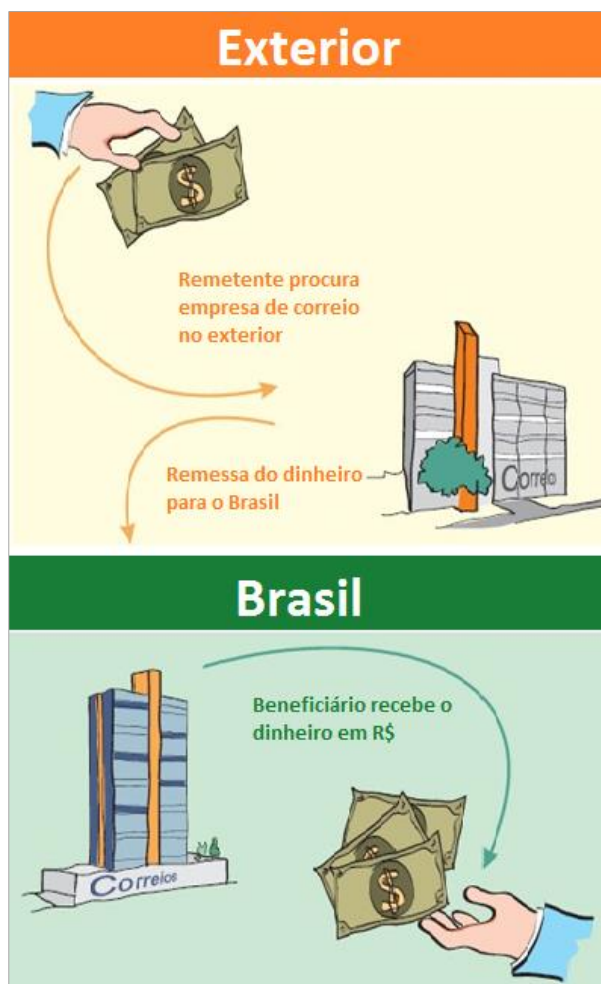 Exterior
$
Remetente procura
empresa de correio
no exterior
Remessa do dinheiro
para o Brasil
Correio
Brasil
Beneficiário recebe o
dinheiro em R$
Correios
$